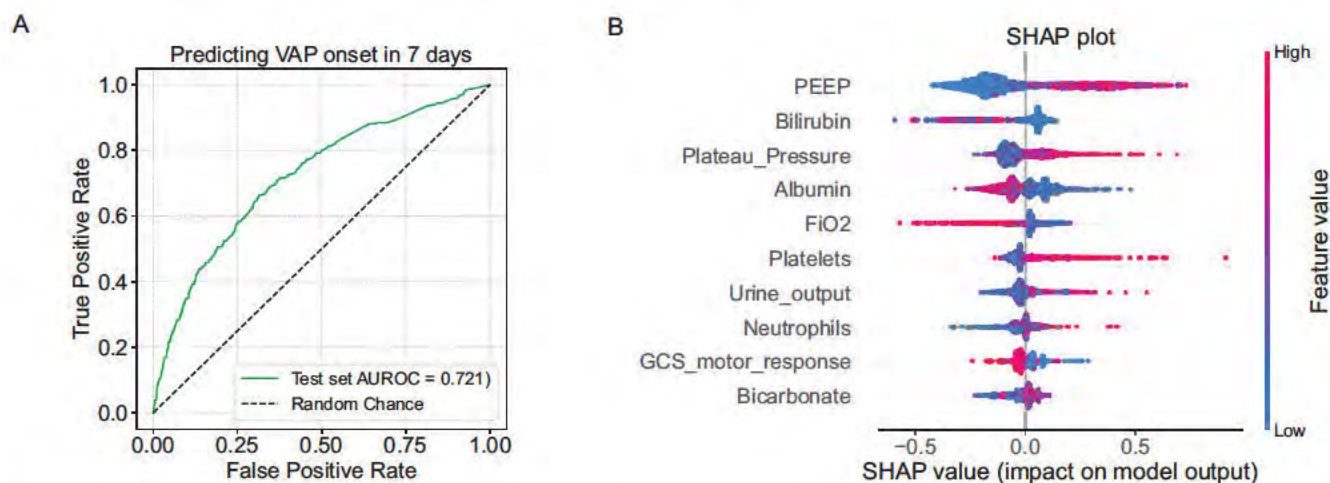 A
Predicting VAP onset in 7 days
1.0
0.8
0.6
0.4
0.2
0.0
True Positive Rate
Test set AUROC = 0.721)
Random Chance
0.00
0.25
0.50
0.75
1.00
False Positive Rate
B
SHAP plot
PEEP
Bilirubin
Plateau_Pressure
Albumin
FiO2
Platelets
Urine_output
Neutrophils
GCS_motor_response
Bicarbonate
−0.5
0.0
0.5
SHAP value (impact on model output)
High
Low
Feature value